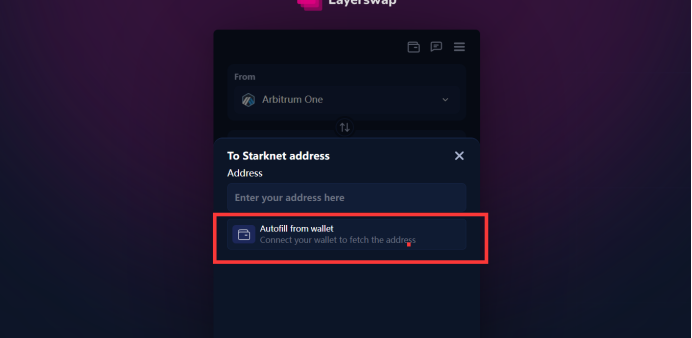 Layerswap
From
Arbitrum One
To Starknet address
Address
Enter your address here
Autofill from wallet
Connect your wallet to fetch the address